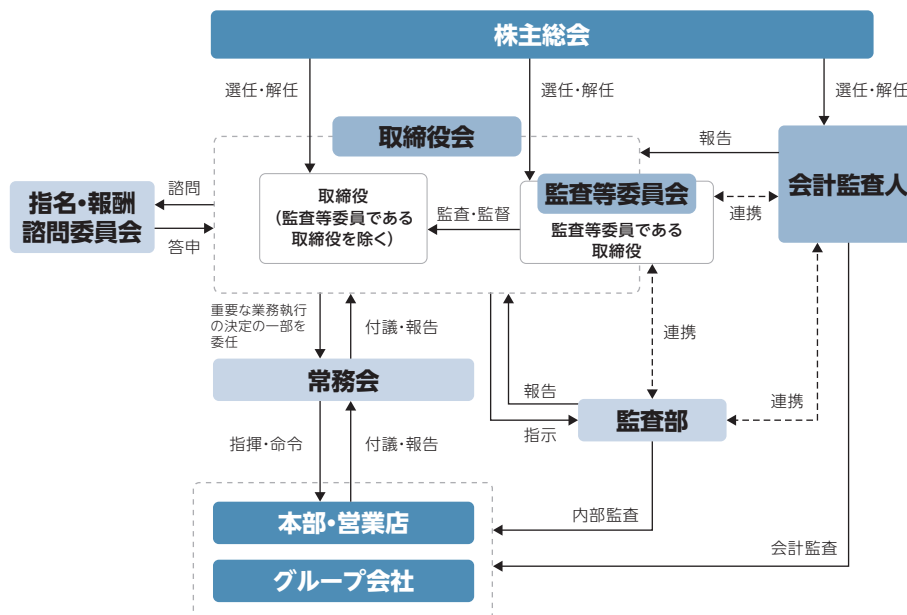 株主総会
選任・解任
選任・解任
選任・解任
取締役会
報告
会計監査人
指名・報酬
諮問委員会
諮問
答申
取締役
（監査等委員である
取締役を除く）
監査・監督
監査等委員会
監査等委員である
取締役
連携
重要な業務執行
の決定の一部を
委任
付議・報告
連携
常務会
報告
指示
監査部
連携
指揮・命令
付議・報告
本部・営業店
内部監査
グループ会社
会計監査